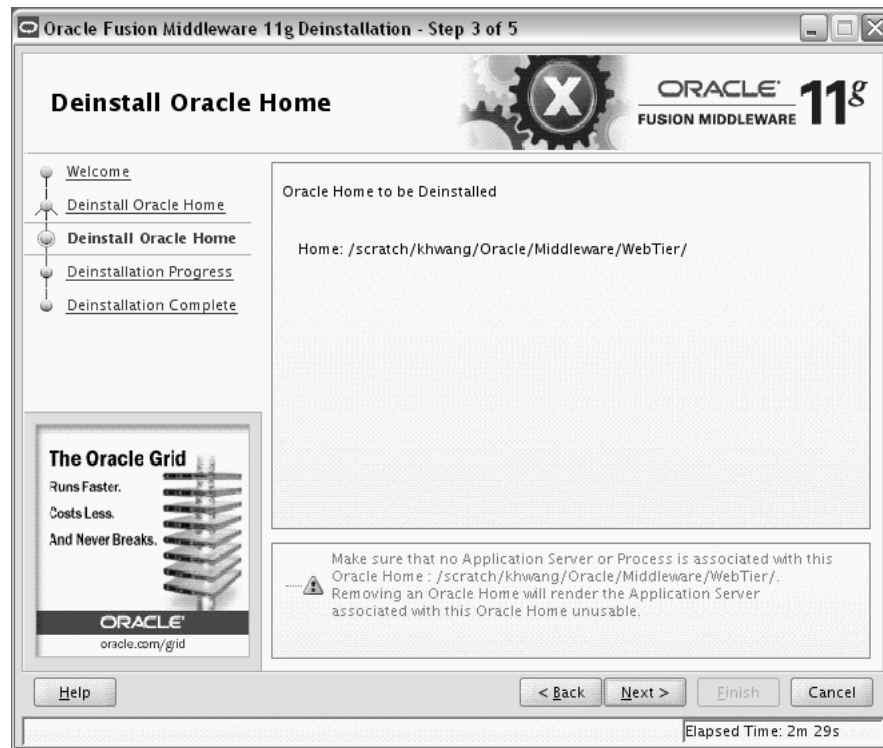 Oracle Fusion Middleware 11g Deinstallation - Step 3 of 5
Deinstall Oracle Home
ORACLE
FUSION MIDDLEWARE
11g
Welcome
Deinstall Oracle Home
Deinstall Oracle Home
Deinstallation Progress
Deinstallation Complete
Oracle Home to be Deinstalled
Home: /scratch/khwang/Oracle/Middleware/WebTier/
The Oracle Grid
Runs Faster.
Costs Less.
And Never Breaks.
ORACLE
oracle.com/grid
Make sure that no Application Server or Process is associated with this
Oracle Home : /scratch/khwang/Oracle/Middleware/WebTier/.
Removing an Oracle Home will render the Application Server
associated with this Oracle Home unusable.
Help
< Back
Next >
Finish
Cancel
Elapsed Time: 2m 29s